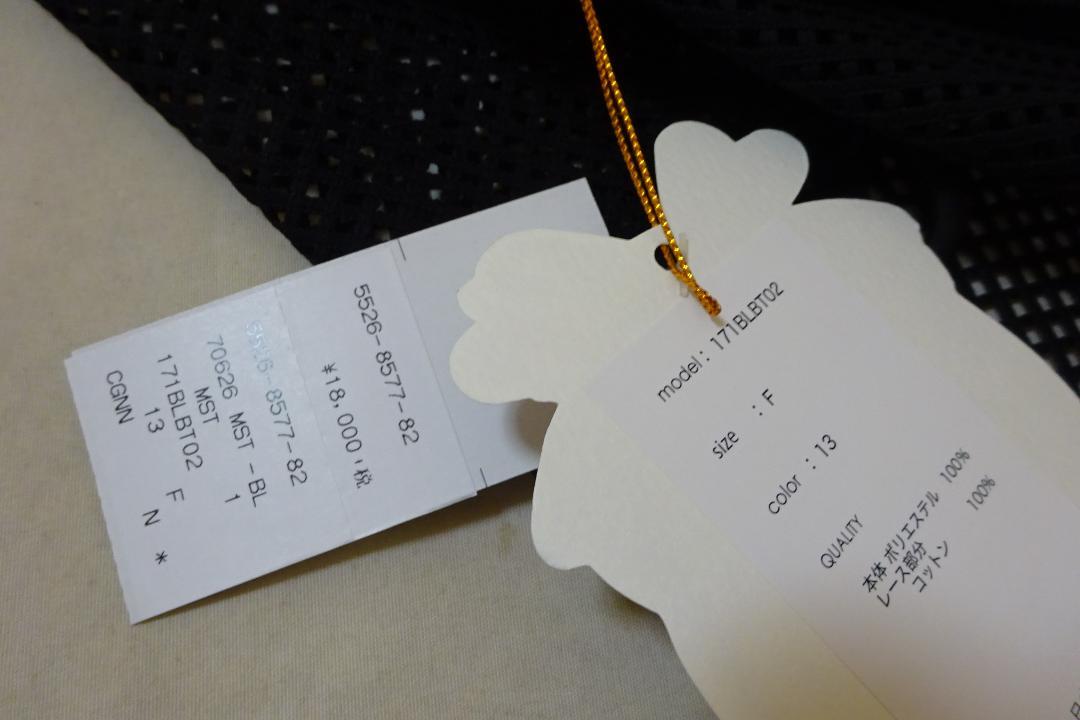 5526-8577-82
¥18,000+税
5526-8577-82
70626 MST -BL
MST 1
171BLBT02
13 F
CGNN N *
model : 171BLBT02
size : F
color : 13
QUALITY
本体 ポリエステル 100%
レース部分
コットン 100%